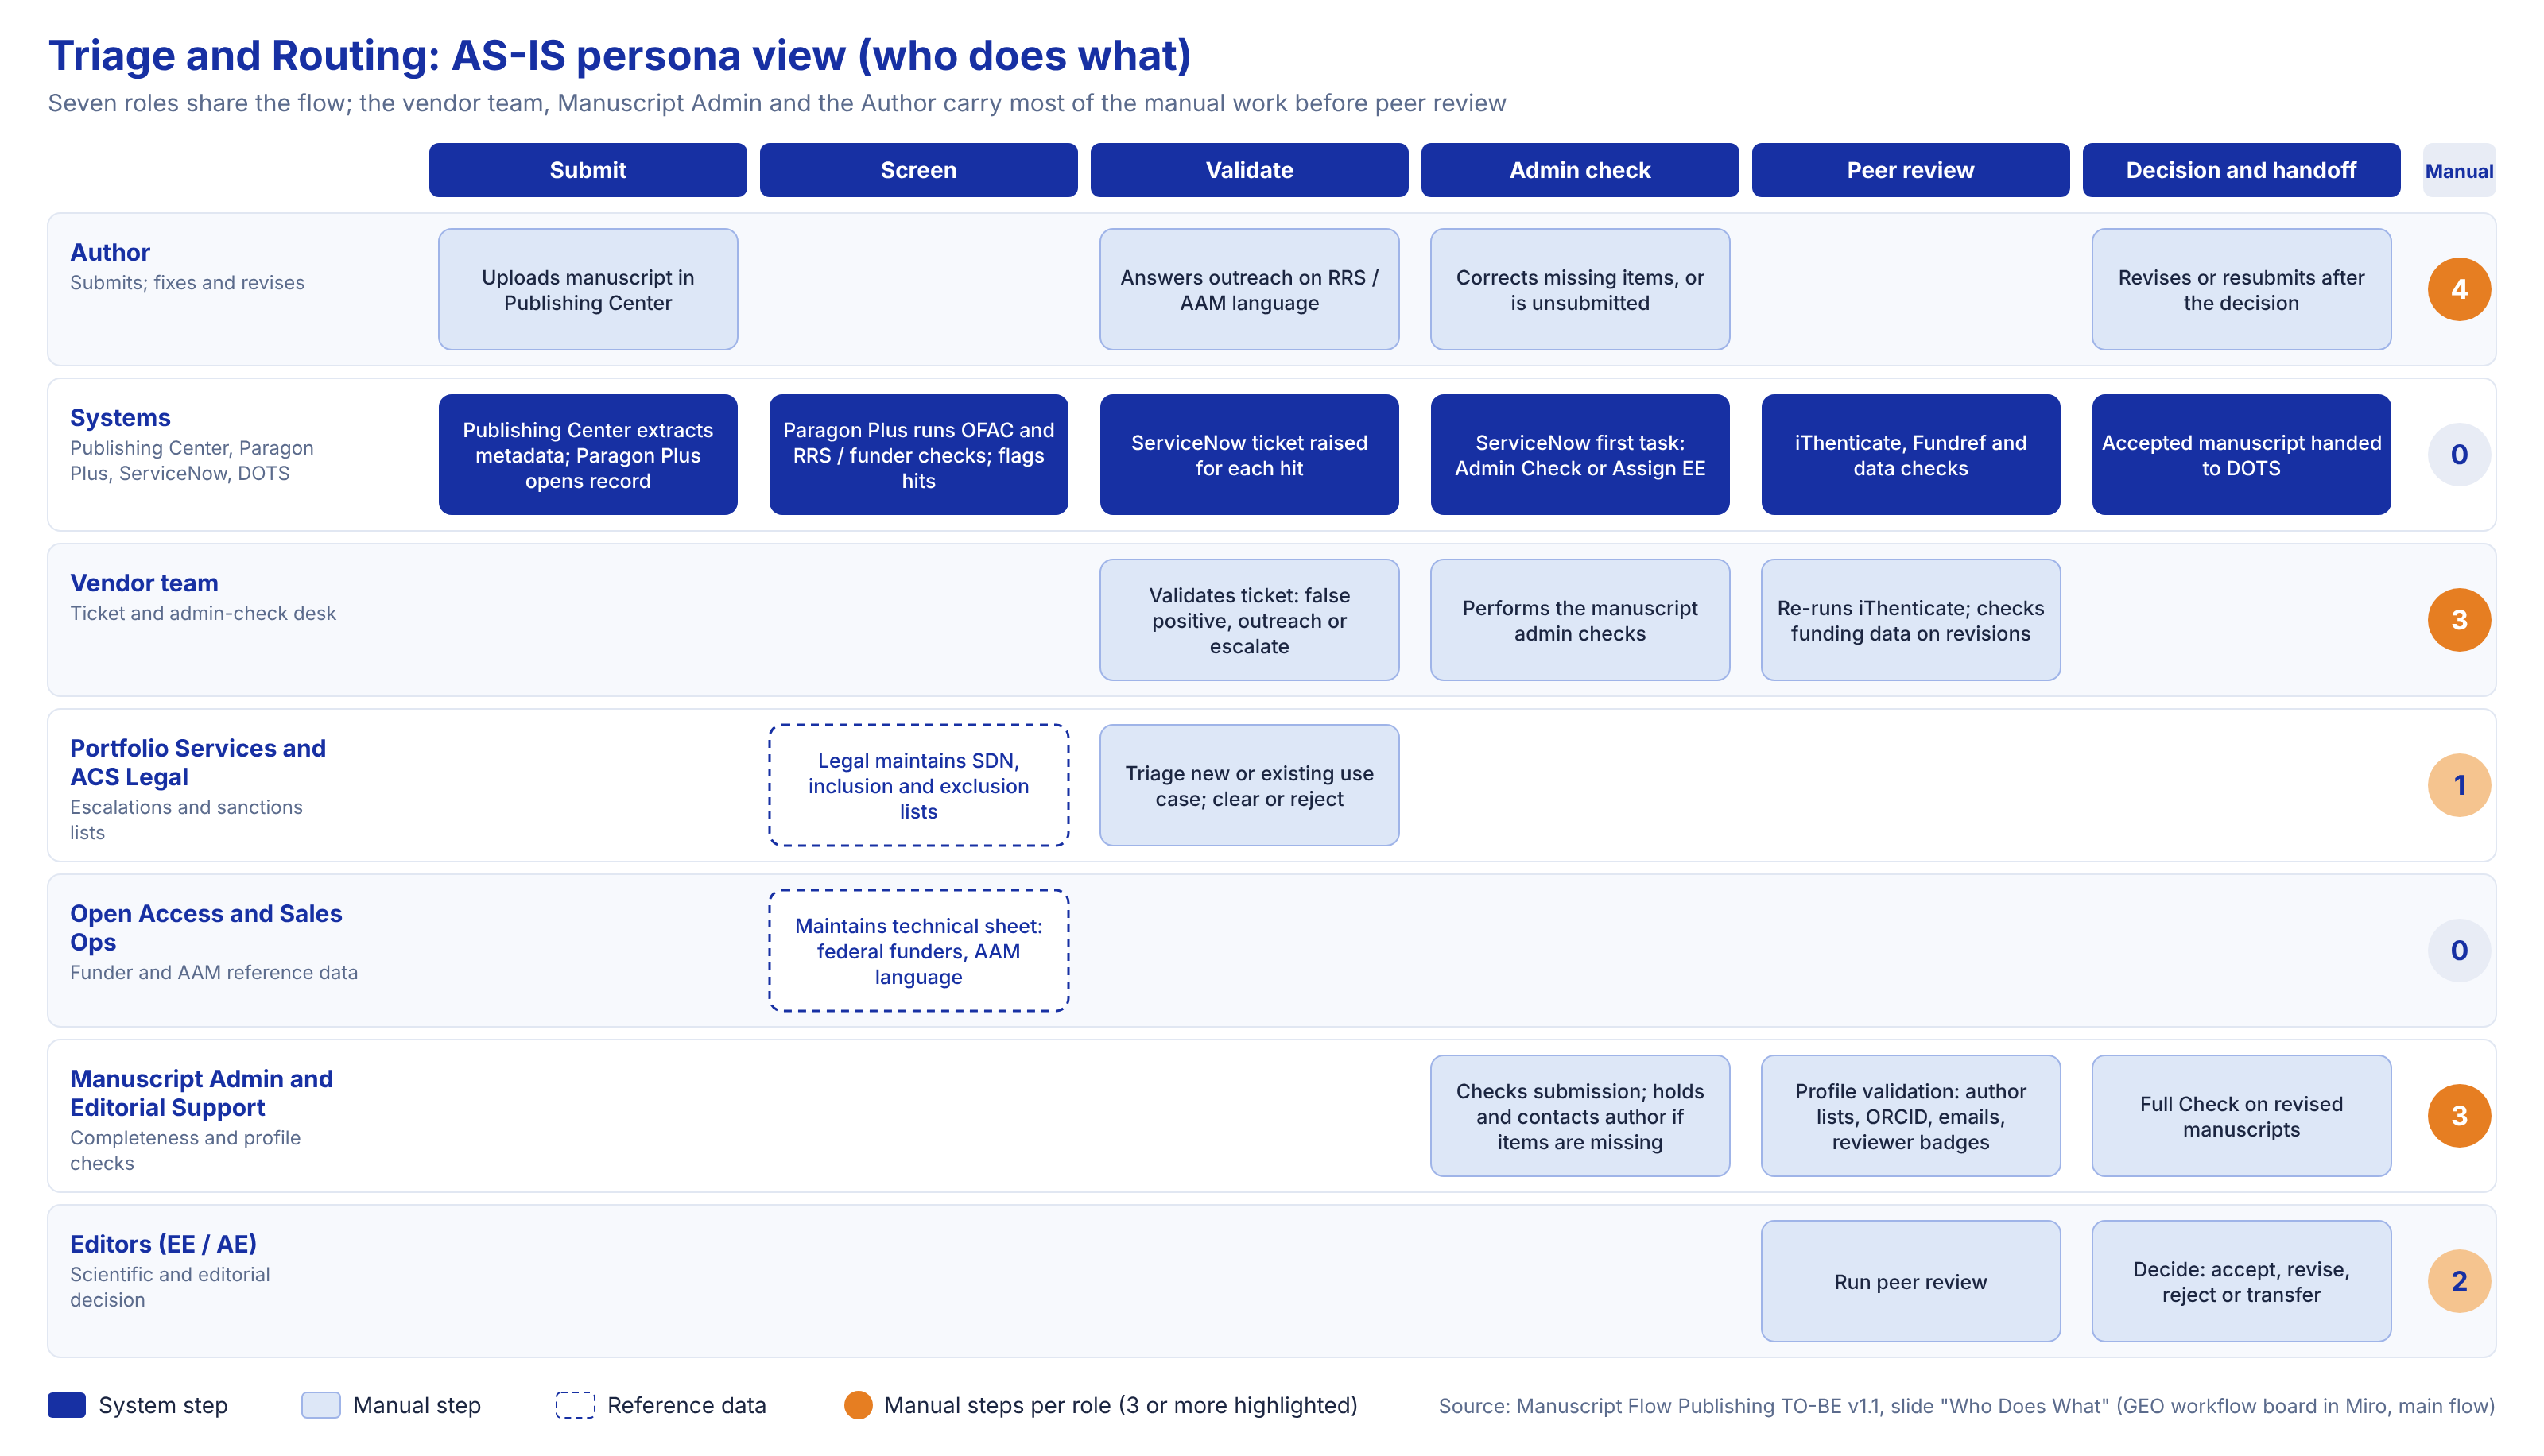 Triage and Routing: AS-IS persona view (who does what)
Seven roles share the flow; the vendor team, Manuscript Admin and the Author carry most of the manual work before peer review
Submit
Screen
Validate
Admin check
Peer review
Decision and handoff
Manual
Author
Submits; fixes and revises
Uploads manuscript in
Publishing Center
Answers outreach on RRS /
AAM language
Corrects missing items, or
is unsubmitted
Revises or resubmits after
the decision
4
Systems
Publishing Center, Paragon
Plus, ServiceNow, DOTS
Publishing Center extracts
metadata; Paragon Plus
opens record
Paragon Plus runs OFAC and
RRS / funder checks; flags
hits
ServiceNow ticket raised
for each hit
ServiceNow first task:
Admin Check or Assign EE
iThenticate, Fundref and
data checks
Accepted manuscript handed
to DOTS
0
Vendor team
Ticket and admin-check desk
Validates ticket: false
positive, outreach or
escalate
Performs the manuscript
admin checks
Re-runs iThenticate; checks
funding data on revisions
3
Portfolio Services and
ACS Legal
Escalations and sanctions
lists
Legal maintains SDN,
inclusion and exclusion
lists
Triage new or existing use
case; clear or reject
1
Open Access and Sales
Ops
Funder and AAM reference data
Maintains technical sheet:
federal funders, AAM
language
0
Manuscript Admin and
Editorial Support
Completeness and profile
checks
Checks submission; holds
and contacts author if
items are missing
Profile validation: author
lists, ORCID, emails,
reviewer badges
Full Check on revised
manuscripts
3
Editors (EE / AE)
Scientific and editorial
decision
Run peer review
Decide: accept, revise,
reject or transfer
2
System step
Manual step
Reference data
Manual steps per role (3 or more highlighted)
Source: Manuscript Flow Publishing TO-BE v1.1, slide "Who Does What" (GEO workflow board in Miro, main flow)